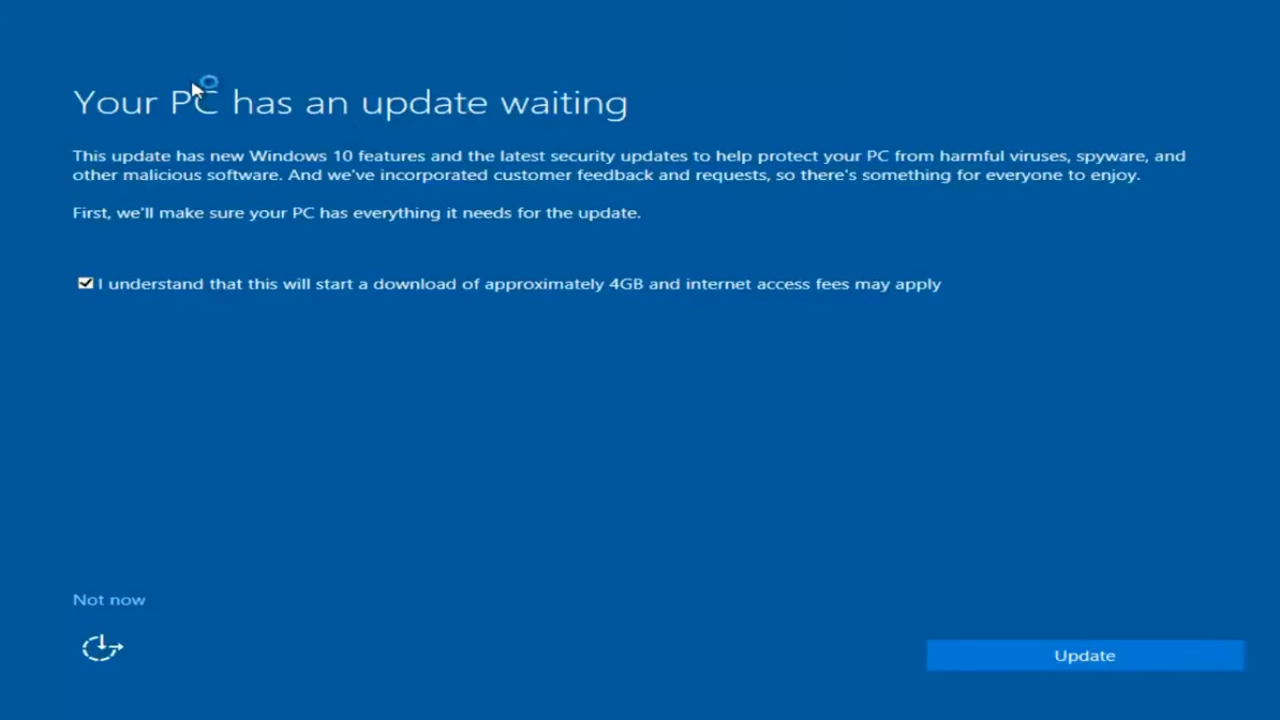 Your PC has an update waiting
This update has new Windows 10 features and the latest security updates to help protect your PC from harmful viruses, spyware, and
other malicious software. And we've incorporated customer feedback and requests, so there's something for everyone to enjoy.
First, we'll make sure your PC has everything it needs for the update.
I understand that this will start a download of approximately 4GB and internet access fees may apply
Not now
Update